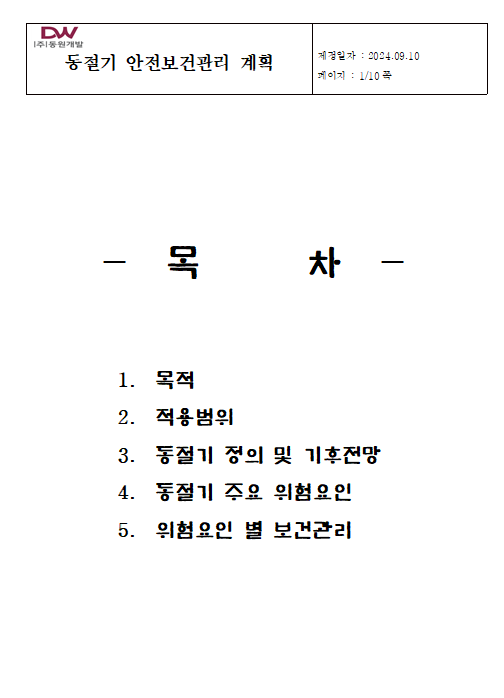 DW
(주)동원개발
동절기 안전보건관리 계획
제정일자 : 2024.09.10
페이지 : 1/10 쪽
- 목 차 -
1. 목적
2. 적용범위
3. 동절기 정의 및 기후전망
4. 동절기 주요 위험요인
5. 위험요인 별 보건관리